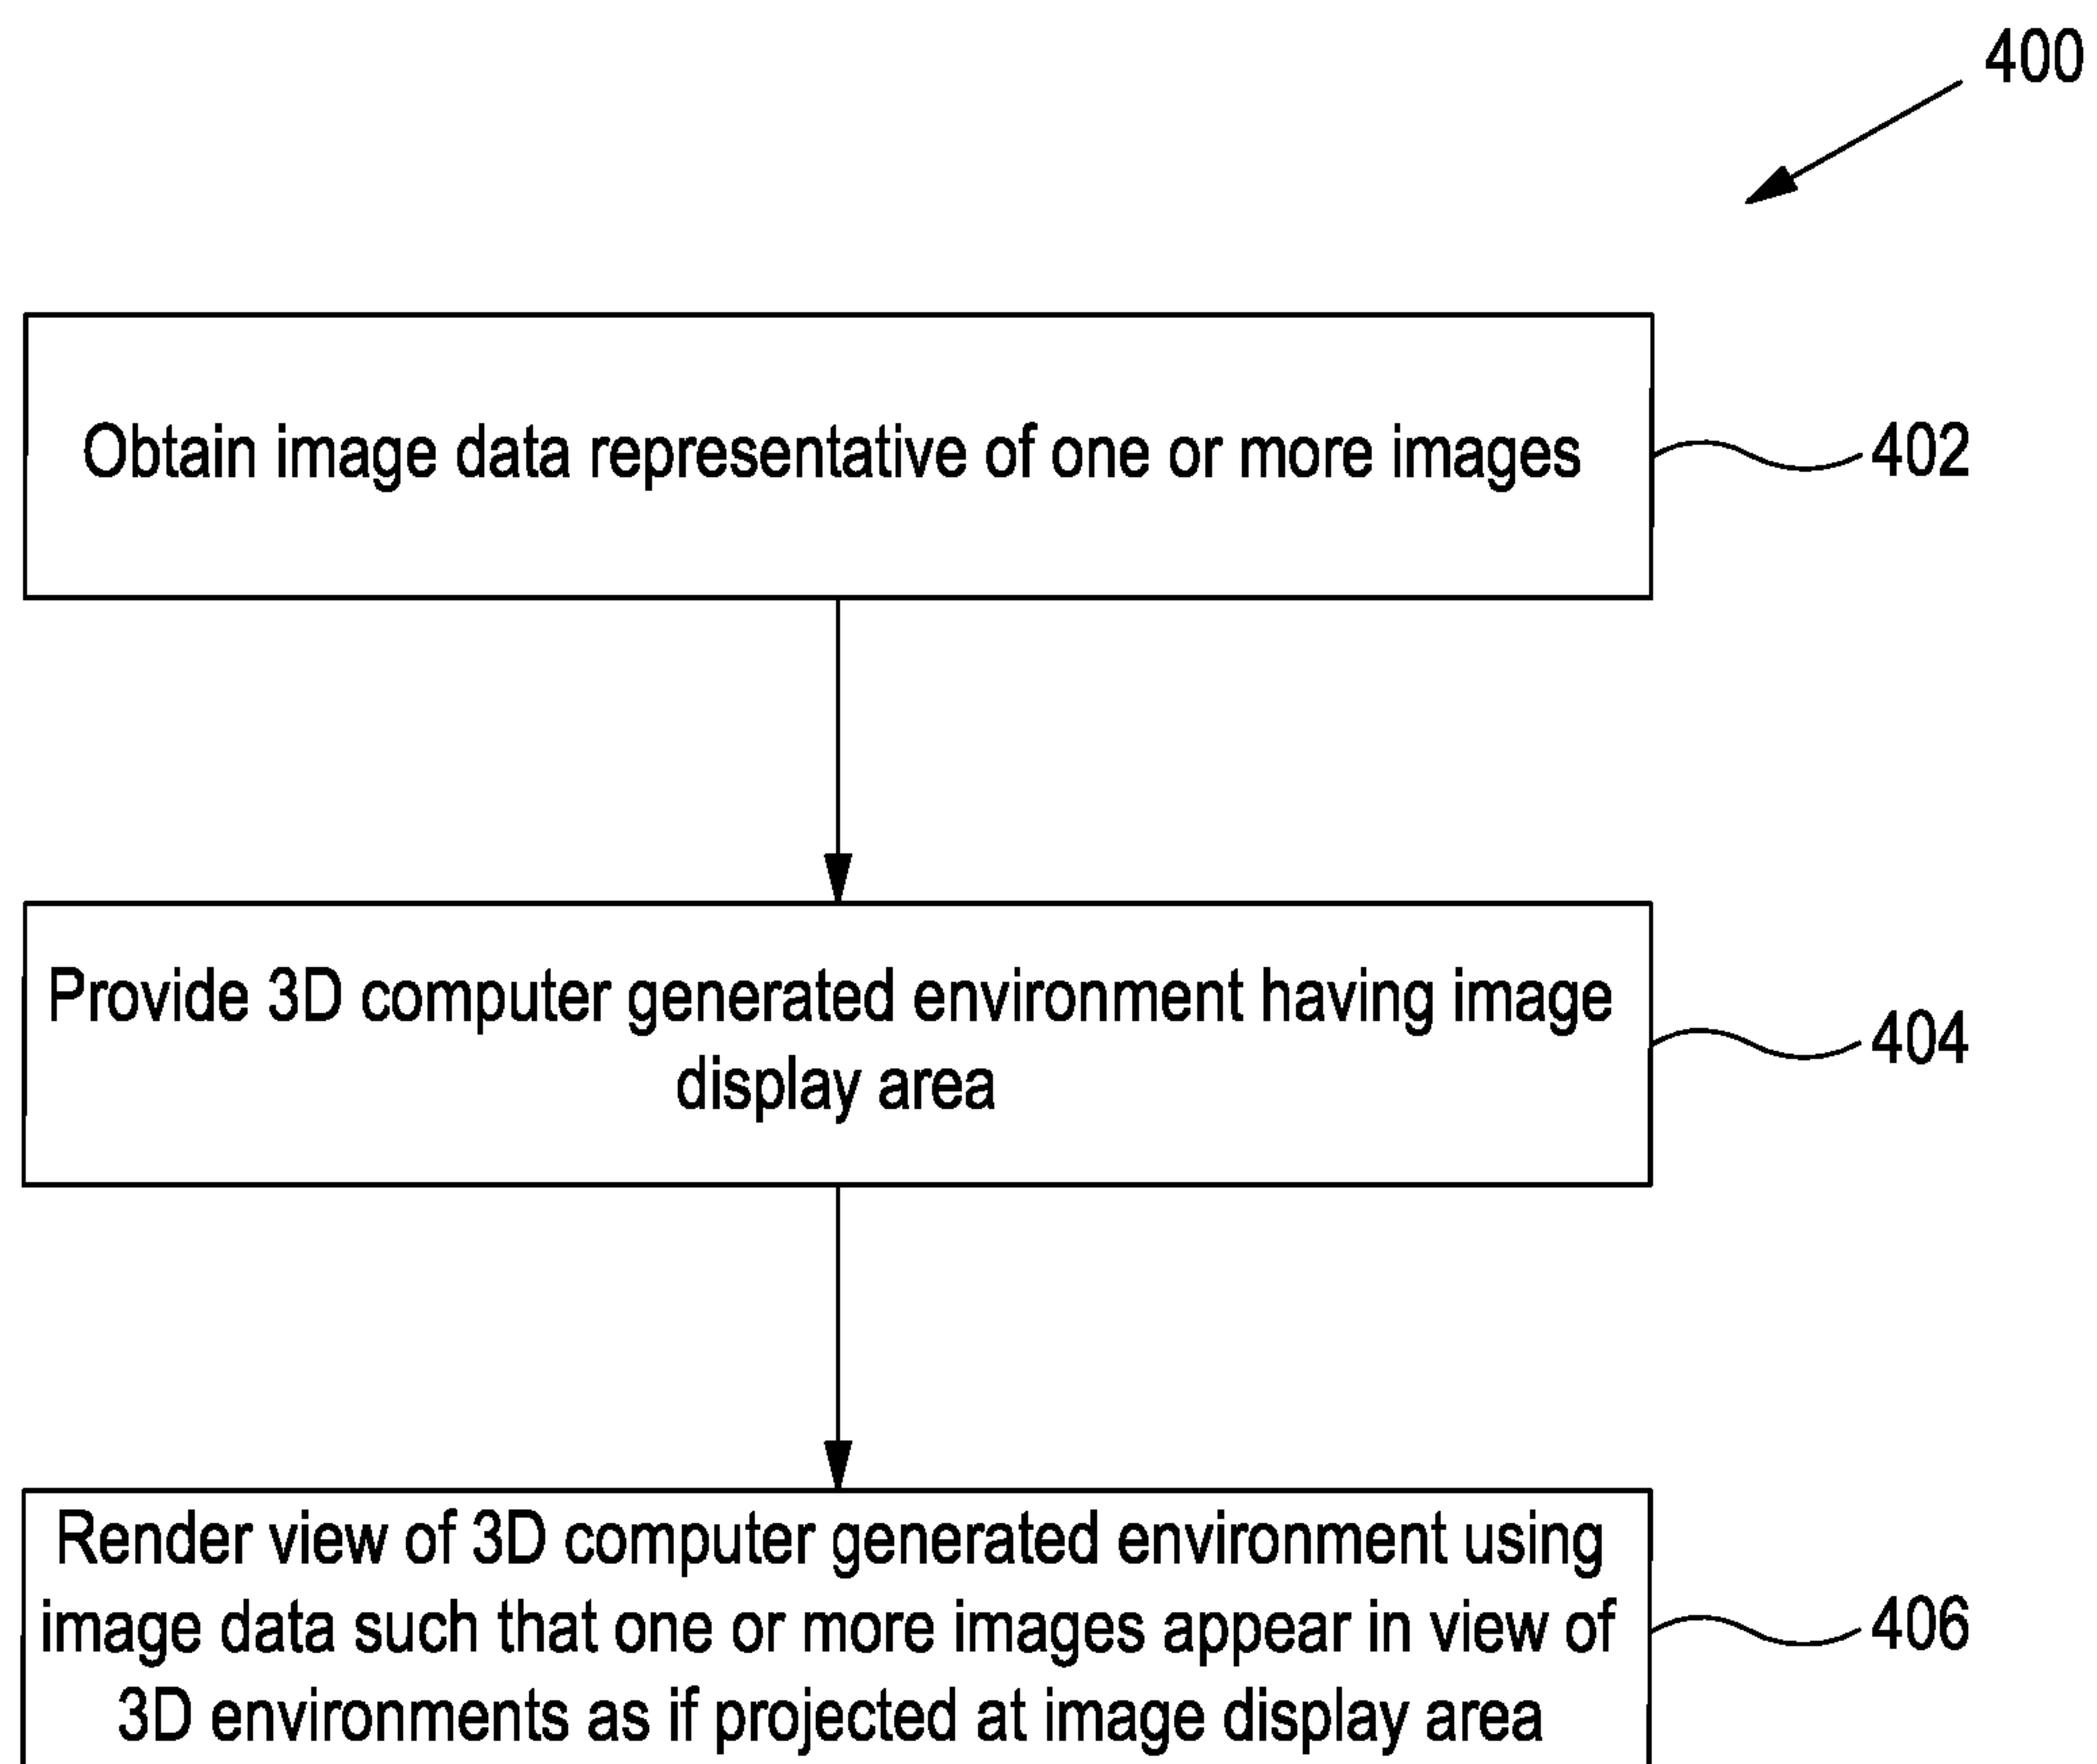 400
Obtain image data representative of one or more images
402
Provide 3D computer generated environment having image
display area
404
Render view of 3D computer generated environment using
image data such that one or more images appear in view of
3D environments as if projected at image display area
406